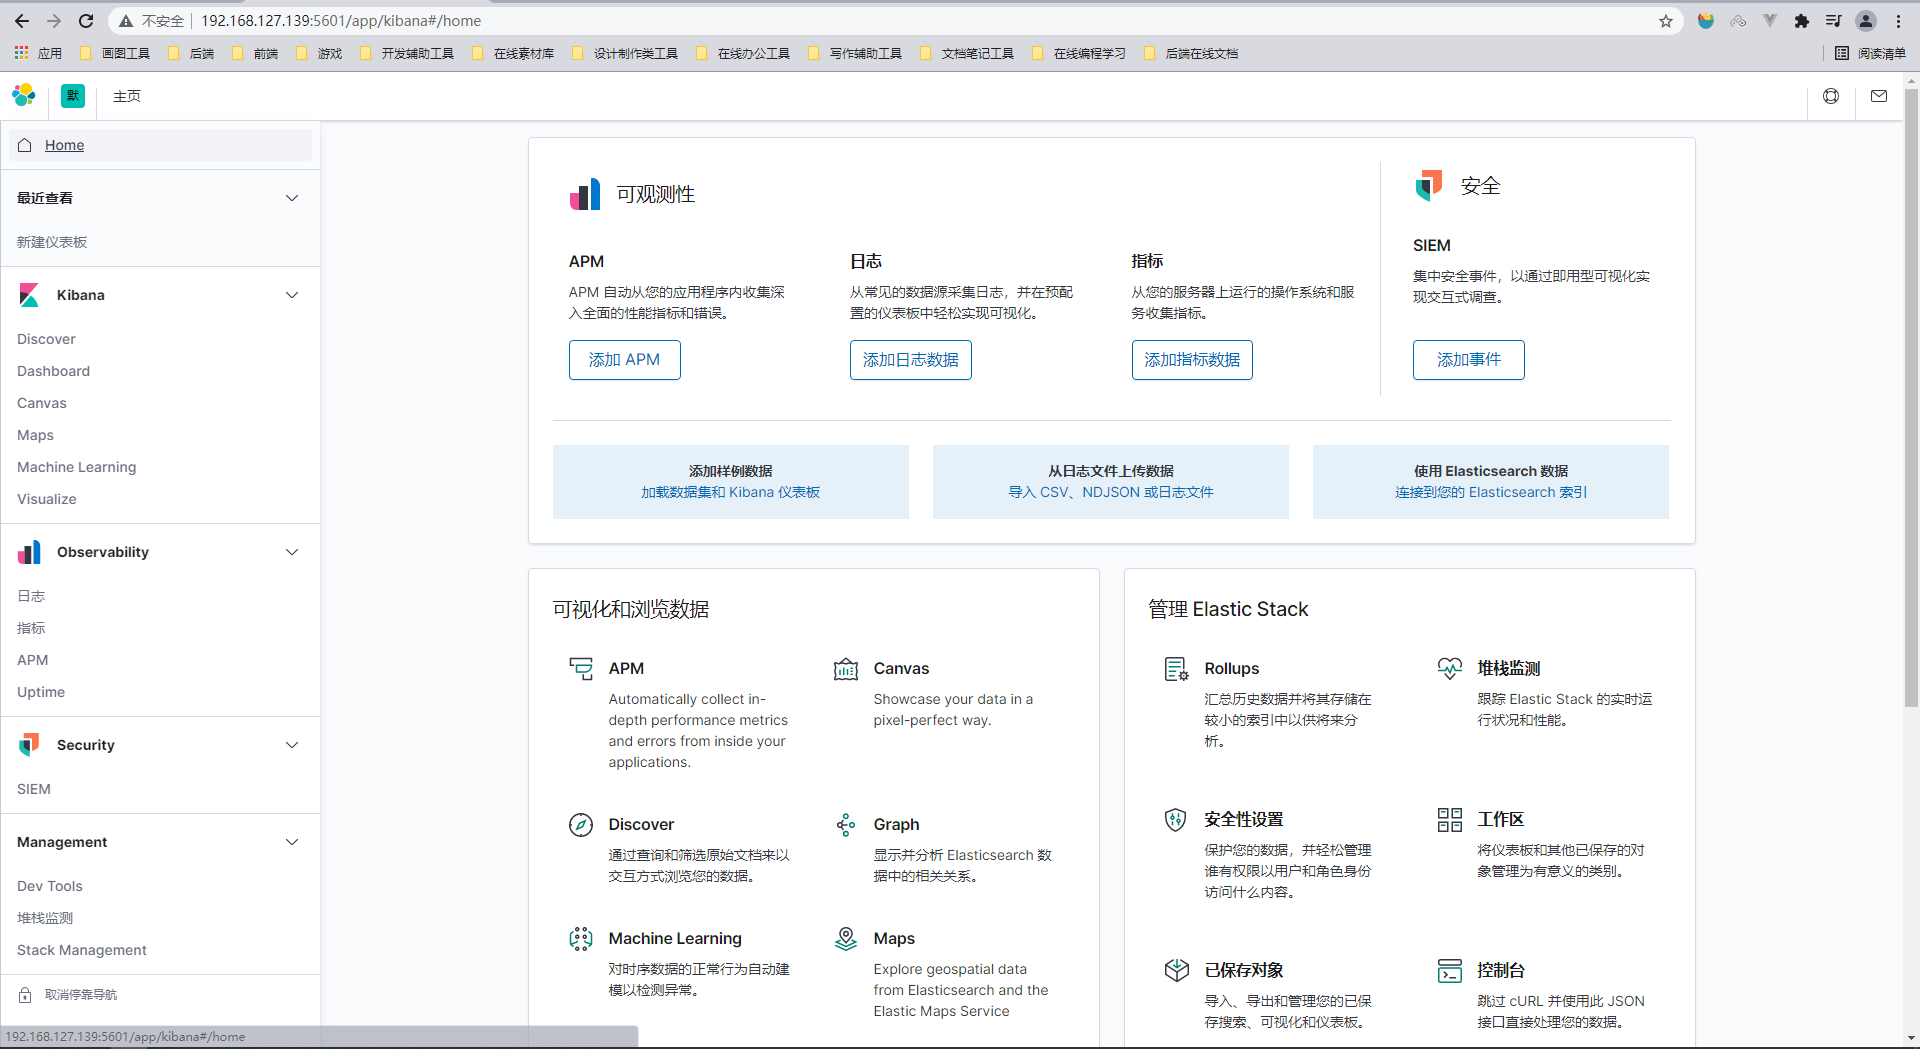 不安全 192.168.127.139:5601/app/kibana#/home
应用 画图工具 后端 前端 游戏 开发辅助工具 在线素材库 设计制作类工具 在线办公工具 写作辅助工具 文档笔记工具 在线编程学习 后端在线文档 阅读清单
默 主页
Home
最近查看
新建仪表板
Kibana
Discover
Dashboard
Canvas
Maps
Machine Learning
Visualize
Observability
日志
指标
APM
Uptime
Security
SIEM
Management
Dev Tools
堆栈监测
Stack Management
取消停靠导航
192.168.127.139:5601/app/kibana#/home
可观测性
APM
APM 自动从您的应用程序内收集深
入全面的性能指标和错误。
添加 APM
日志
从常见的数据源采集日志，并在预配
置的仪表板中轻松实现可视化。
添加日志数据
指标
从您的服务器上运行的操作系统和服
务收集指标。
添加指标数据
安全
SIEM
集中安全事件，以通过即用型可视化实
现交互式调查。
添加事件
添加样例数据
加载数据集和 Kibana 仪表板
从日志文件上传数据
导入 CSV、NDJSON 或日志文件
使用 Elasticsearch 数据
连接到您的 Elasticsearch 索引
可视化和浏览数据
APM
Automatically collect in-
depth performance metrics
and errors from inside your
applications.
Canvas
Showcase your data in a
pixel-perfect way.
Discover
通过查询和筛选原始文档来以
交互方式浏览您的数据。
Graph
显示并分析 Elasticsearch 数
据中的相关关系。
Machine Learning
对时序数据的正常行为自动建
模以检测异常。
Maps
Explore geospatial data
from Elasticsearch and the
Elastic Maps Service
管理 Elastic Stack
Rollups
汇总历史数据并将其存储在
较小的索引中以供将来分
析。
堆栈监测
跟踪 Elastic Stack 的实时运
行状况和性能。
安全性设置
保护您的数据，并轻松管理
谁有权限以用户和角色身份
访问什么内容。
工作区
将仪表板和其他已保存的对
象管理为有意义的类别。
已保存对象
导入、导出和管理您的已保
存搜索、可视化和仪表板。
控制台
跳过 cURL 并使用此 JSON
接口直接处理您的数据。